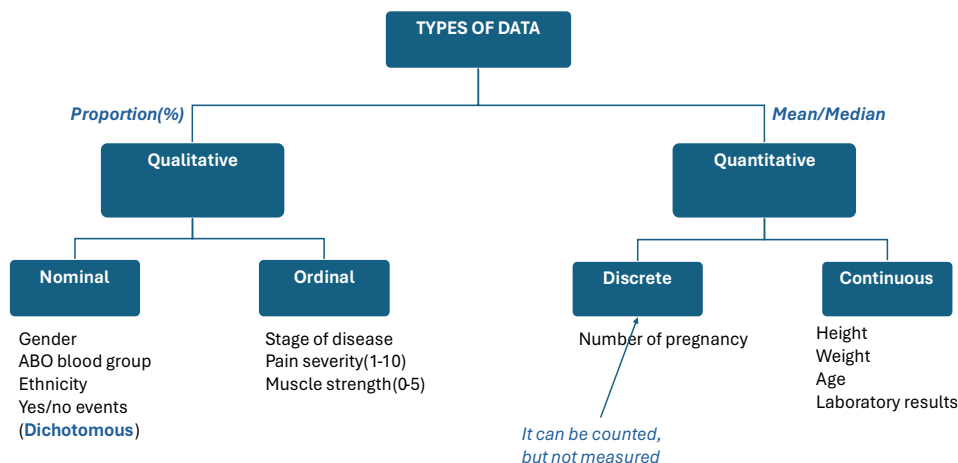 TYPES OF DATA
Proportion(%)
Mean/Median
Qualitative
Quantitative
Nominal
Ordinal
Discrete
Continuous
Gender
ABO blood group
Ethnicity
Yes/no events
(Dichotomous)
Stage of disease
Pain severity(1-10)
Muscle strength(0-5)
Number of pregnancy
Height
Weight
Age
Laboratory results
It can be counted,
but not measured